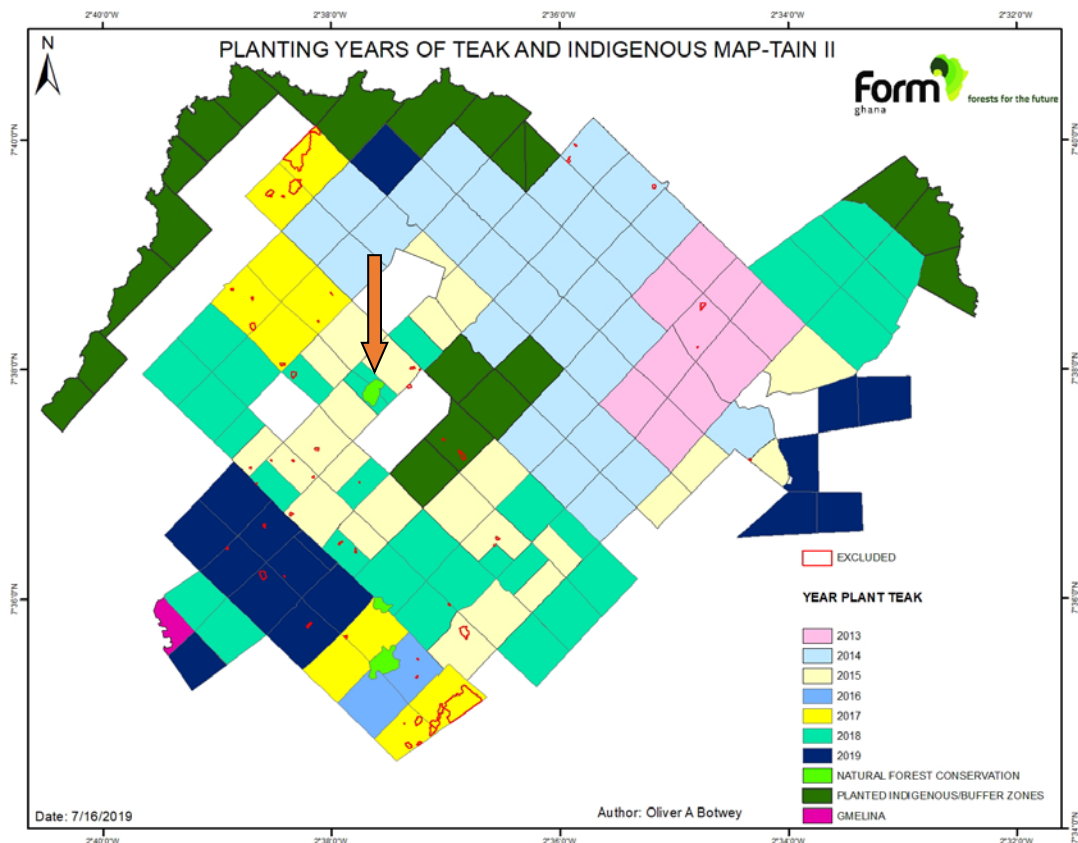 2°40'0"W 2°38'0"W 2°36'0"W 2°34'0"W 2°32'0"W
N
PLANTING YEARS OF TEAK AND INDIGENOUS MAP-TAIN II
Form
ghana
forests for the future
7°40'0"N
7°40'0"N
7°38'0"N
7°38'0"N
7°36'0"N
7°36'0"N
EXCLUDED
YEAR PLANT TEAK
2013
2014
2015
2016
2017
2018
2019
NATURAL FOREST CONSERVATION
PLANTED INDIGENOUS/BUFFER ZONES
GMELINA
Date: 7/16/2019
Author: Oliver A Botwey
7°34'0"N
2°40'0"W 2°38'0"W 2°36'0"W 2°34'0"W 2°32'0"W